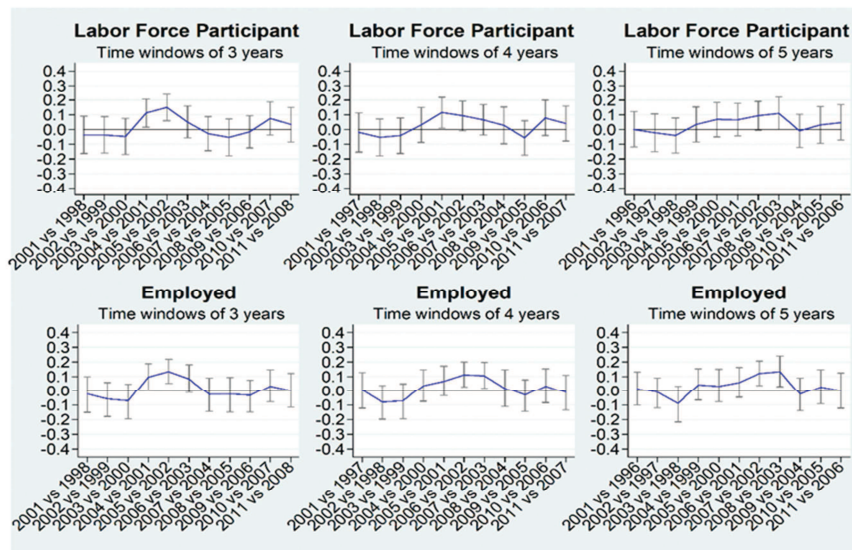 Labor Force Participant
Time windows of 3 years
0.4
0.3
0.2
0.1
0.0
-0.1
-0.2
-0.3
-0.4
2001 vs 1998
2002 vs 1999
2003 vs 2000
2004 vs 2001
2005 vs 2002
2006 vs 2003
2007 vs 2004
2008 vs 2005
2009 vs 2006
2010 vs 2007
2011 vs 2008
Labor Force Participant
Time windows of 4 years
0.4
0.3
0.2
0.1
0.0
-0.1
-0.2
-0.3
-0.4
2001 vs 1997
2002 vs 1998
2003 vs 1999
2004 vs 2000
2005 vs 2001
2006 vs 2002
2007 vs 2003
2008 vs 2004
2009 vs 2005
2010 vs 2006
2011 vs 2007
Labor Force Participant
Time windows of 5 years
0.4
0.3
0.2
0.1
0.0
-0.1
-0.2
-0.3
-0.4
2001 vs 1996
2002 vs 1997
2003 vs 1998
2004 vs 1999
2005 vs 2000
2006 vs 2001
2007 vs 2002
2008 vs 2003
2009 vs 2004
2010 vs 2005
2011 vs 2006
Employed
Time windows of 3 years
0.4
0.3
0.2
0.1
0.0
-0.1
-0.2
-0.3
-0.4
2001 vs 1998
2002 vs 1999
2003 vs 2000
2004 vs 2001
2005 vs 2002
2006 vs 2003
2007 vs 2004
2008 vs 2005
2009 vs 2006
2010 vs 2007
2011 vs 2008
Employed
Time windows of 4 years
0.4
0.3
0.2
0.1
0.0
-0.1
-0.2
-0.3
-0.4
2001 vs 1997
2002 vs 1998
2003 vs 1999
2004 vs 2000
2005 vs 2001
2006 vs 2002
2007 vs 2003
2008 vs 2004
2009 vs 2005
2010 vs 2006
2011 vs 2007
Employed
Time windows of 5 years
0.4
0.3
0.2
0.1
0.0
-0.1
-0.2
-0.3
-0.4
2001 vs 1996
2002 vs 1997
2003 vs 1998
2004 vs 1999
2005 vs 2000
2006 vs 2001
2007 vs 2002
2008 vs 2003
2009 vs 2004
2010 vs 2005
2011 vs 2006